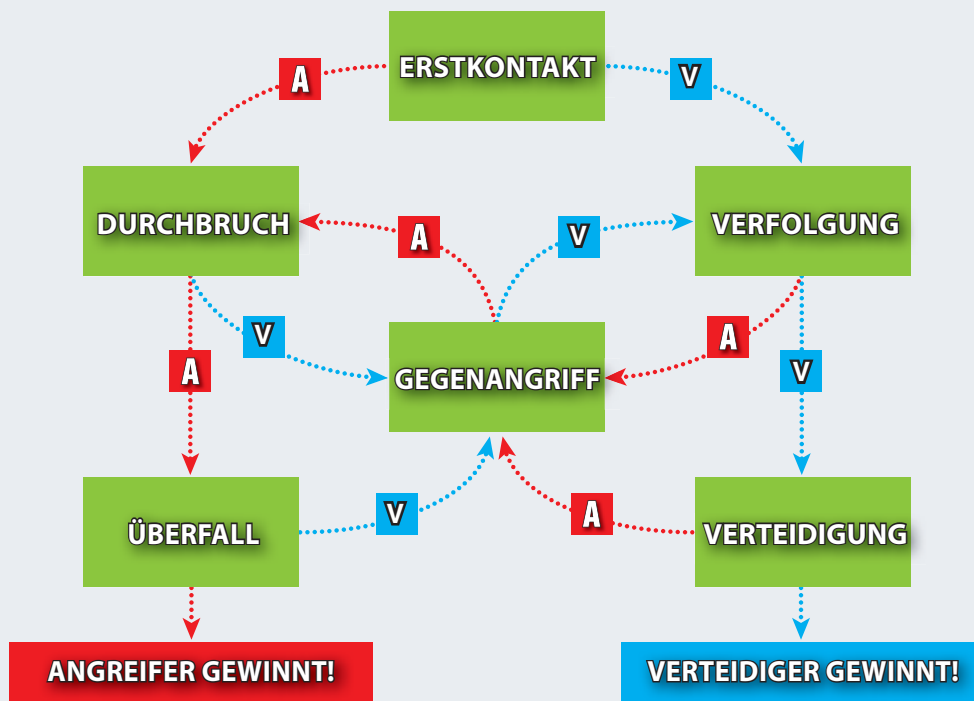 ERSTKONTAKT
A
V
DURCHBRUCH
VERFOLGUNG
A
V
V
A
A
V
GEGENANGRIFF
V
A
ÜBERFALL
VERTEIDIGUNG
ANGREIFER GEWINNT!
VERTEIDIGER GEWINNT!